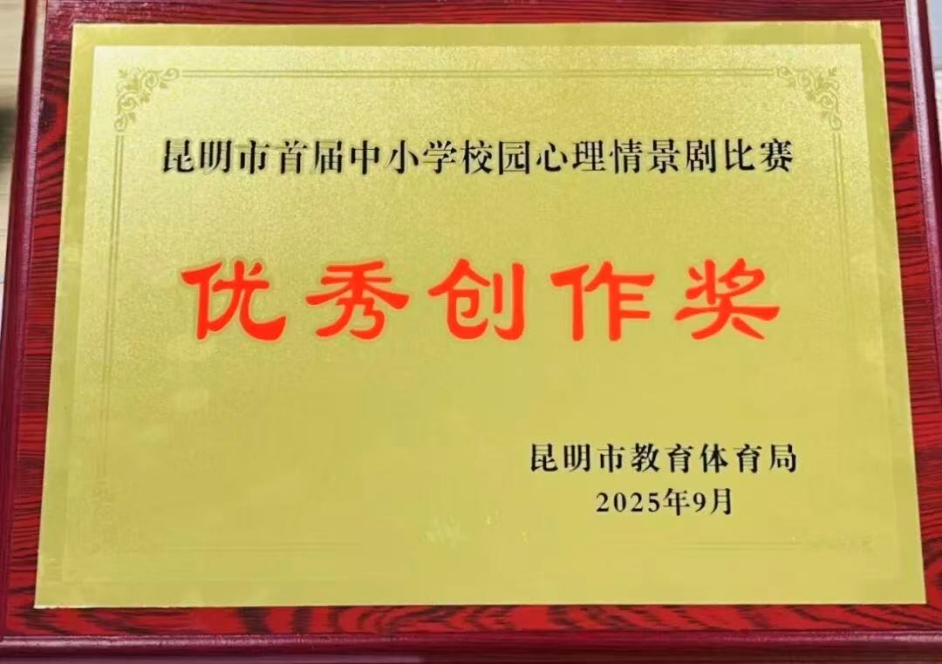 昆明市首届中小学校园心理情景剧比赛
优秀创作奖
昆明市教育体育局
2025年9月